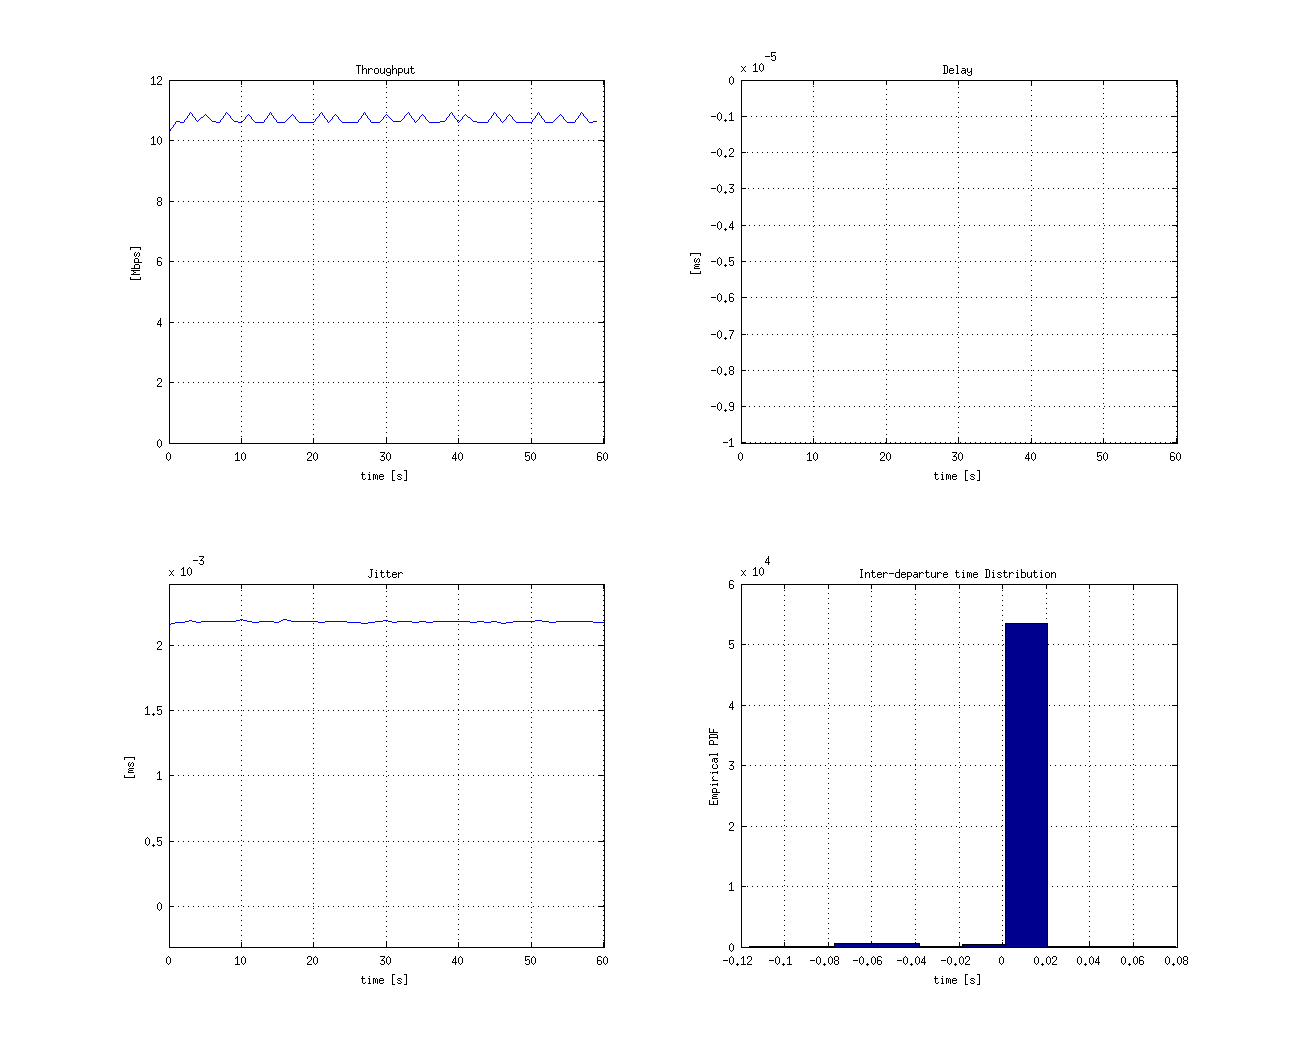 Throughput
[Mbps]
12
10
8
6
4
2
0
0 10 20 30 40 50 60
time [s]
Delay
x 10 -5
[ms]
0
-0.1
-0.2
-0.3
-0.4
-0.5
-0.6
-0.7
-0.8
-0.9
-1
0 10 20 30 40 50 60
time [s]
Jitter
x 10 -3
[ms]
2
1.5
1
0.5
0
0 10 20 30 40 50 60
time [s]
Inter-departure time Distribution
x 10 4
Empirical PDF
6
5
4
3
2
1
0
-0.12 -0.1 -0.08 -0.06 -0.04 -0.02 0 0.02 0.04 0.06 0.08
time [s]